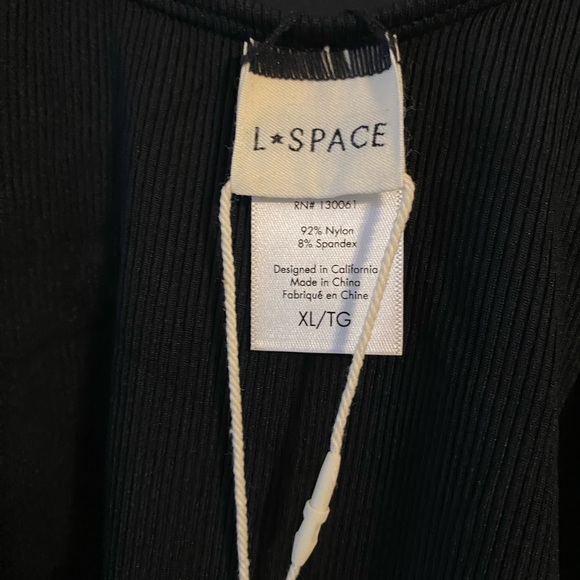 L★SPACE
RN# 130061
92% Nylon
8% Spandex
Designed in California
Made in China
Fabriqué en Chine
XL/TG